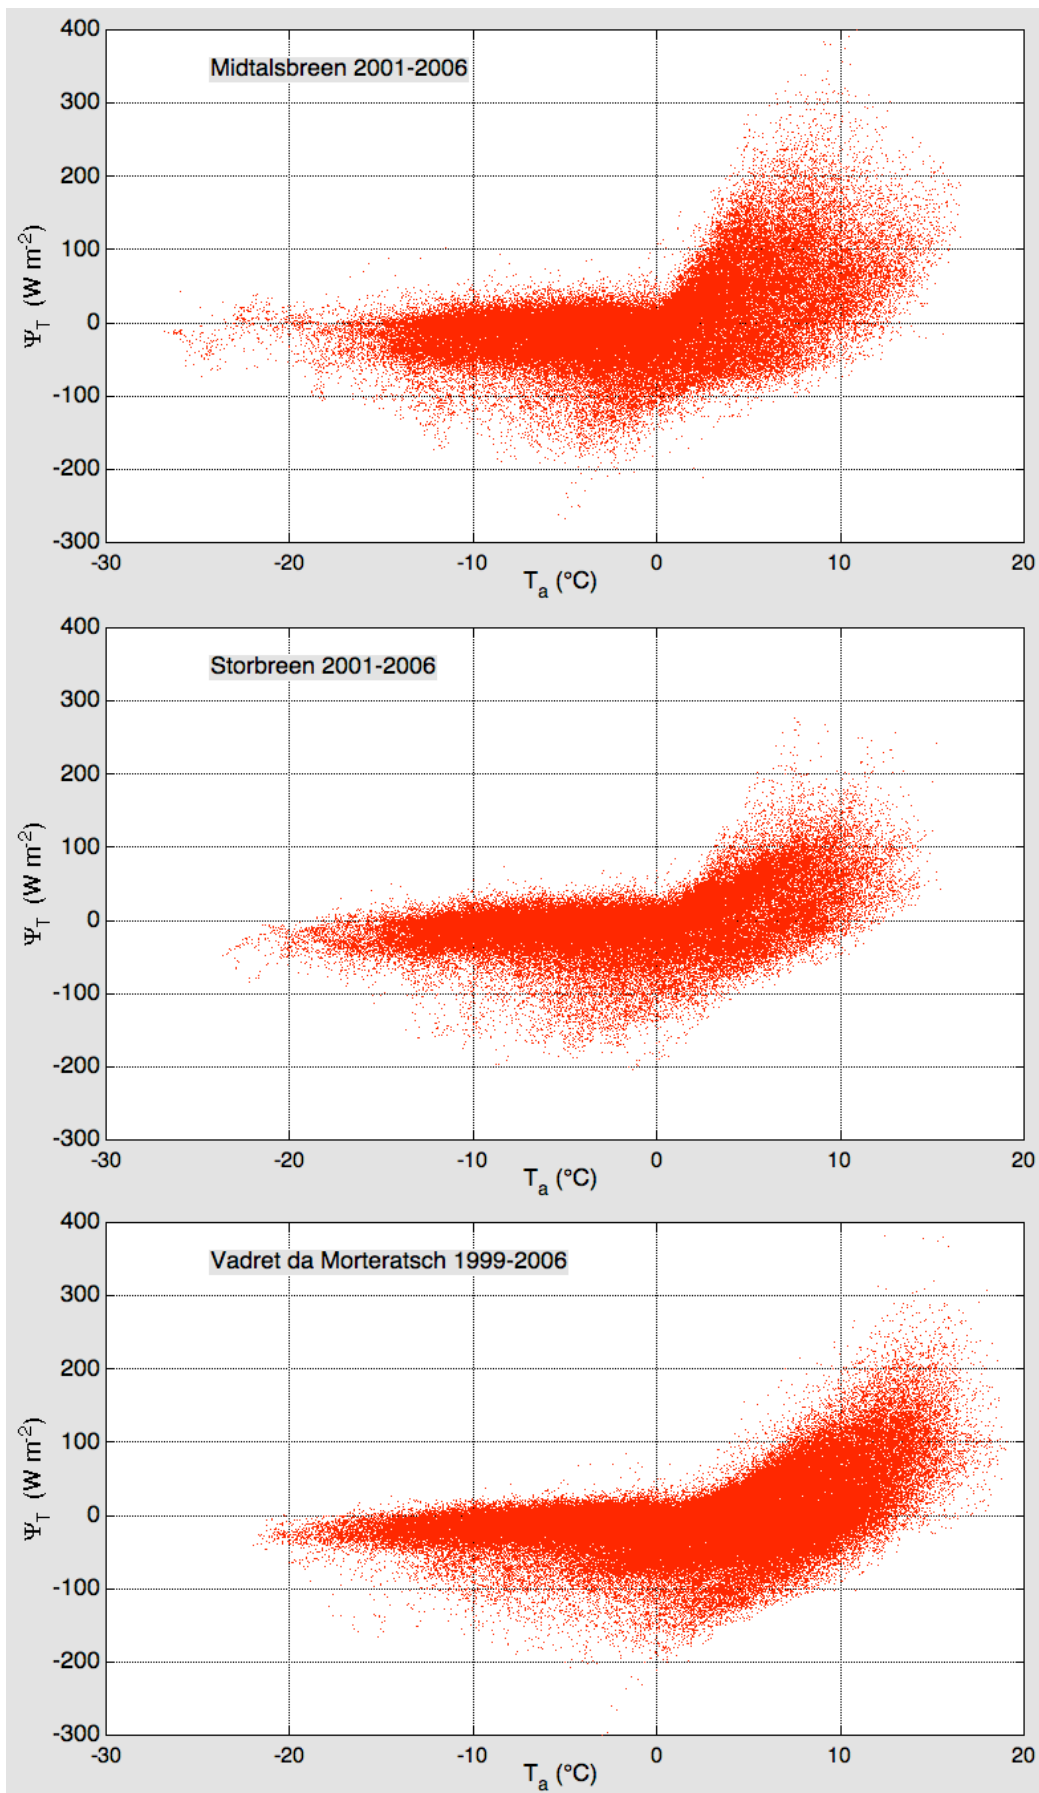 400
300
200
100
0
-100
-200
-300
Ψ_T (W m⁻²)
Midtalsbreen 2001-2006
-30 -20 -10 0 10 20
T_a (°C)
400
300
200
100
0
-100
-200
-300
Ψ_T (W m⁻²)
Storbreen 2001-2006
-30 -20 -10 0 10 20
T_a (°C)
400
300
200
100
0
-100
-200
-300
Ψ_T (W m⁻²)
Vadret da Morteratsch 1999-2006
-30 -20 -10 0 10 20
T_a (°C)